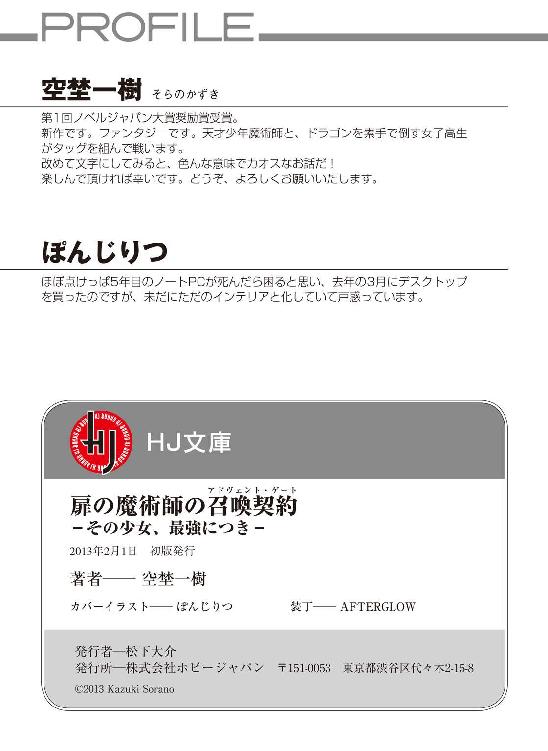 PROFILE
空埜一樹 そらのかずき
第1回ノベルジャパン大賞奨励賞受賞。
新作です。ファンタジーです。天才少年魔術師と、ドラゴンを素手で倒す女子高生
がタッグを組んで戦います。
改めて文字にしてみると、色んな意味でカオスなお話だ！
楽しんで頂ければ幸いです。どうぞ、よろしくお願いいたします。
ぽんじりつ
ほぼ点けっぱ5年目のノートPCが死んだら困ると思い、去年の3月にデスクトップ
を買ったのですが、未だにただのインテリアと化していて戸惑っています。
HJ
HJ文庫
アドヴェント・ゲート
扉の魔術師の召喚契約
－その少女、最強につき－
2013年2月1日　初版発行
著者── 空埜一樹
カバーイラスト── ぽんじりつ　装丁── AFTERGLOW
発行者─松下大介
発行所─株式会社ホビージャパン　〒151-0053　東京都渋谷区代々木2-15-8
©2013 Kazuki Sorano